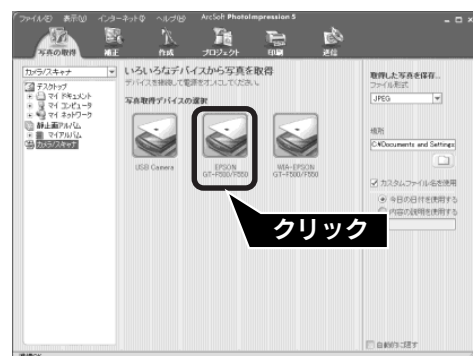 ファイル(F) 表示(V) インターネット(I) ヘルプ(H) ArcSoft PhotoImpression 5
写真の取得 補正 作成 プロジェクト 印刷 送信
カメラ/スキャナ
デスクトップ
マイ ドキュメント
マイ コンピュータ
マイ ネットワーク
静止画アルバム
マイアルバム
カメラ/スキャナ
いろいろなデバイスから写真を取得
デバイスを接続して電源をオンにしてください。
写真取得デバイスの選択
USB Camera
EPSON
GT-F500/F550
WIA-EPSON
GT-F500/F550
クリック
取得した写真を保存...
ファイル形式
JPEG
場所
C:¥Documents and Settings
カスタムファイル名を使用
今日の日付を使用する
内容の説明を使用する
自動的に隠す